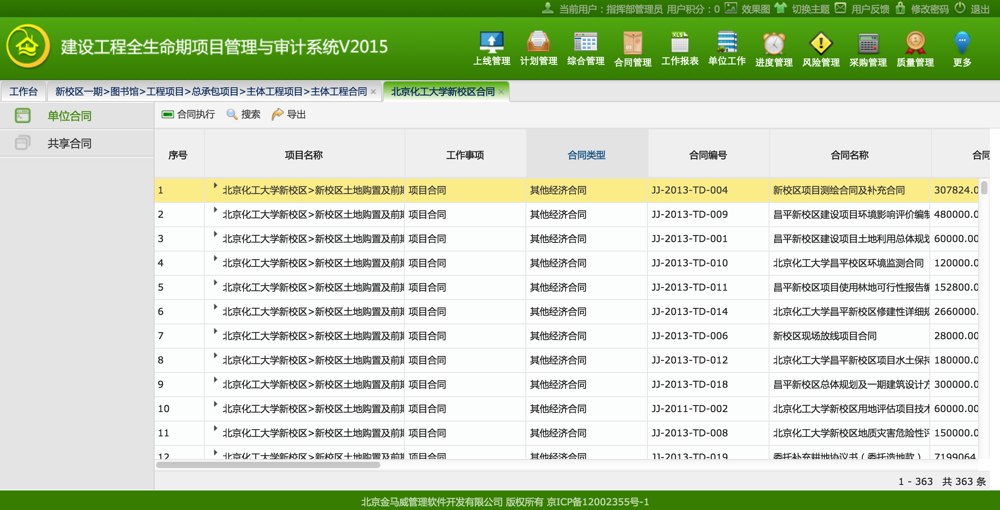 当前用户：指挥部管理员 用户积分：0 效果图 切换主题 用户反馈 修改密码 退出
建设工程全生命期项目管理与审计系统V2015
上线管理 计划管理 综合管理 合同管理 工作报表 单位工作 进度管理 风险管理 采购管理 质量管理 更多
工作台 新校区一期>图书馆>工程项目>总承包项目>主体工程项目>主体工程合同 北京化工大学新校区合同
单位合同
共享合同
合同执行 搜索 导出
序号 项目名称 工作事项 合同类型 合同编号 合同名称 合同
1 北京化工大学新校区>新校区土地购置及前期 项目合同 其他经济合同 JJ-2013-TD-004 新校区项目测绘合同及补充合同 307824.0
2 北京化工大学新校区>新校区土地购置及前期 项目合同 其他经济合同 JJ-2013-TD-009 昌平新校区建设项目环境影响评价编制 480000.0
3 北京化工大学新校区>新校区土地购置及前期 项目合同 其他经济合同 JJ-2013-TD-001 昌平新校区建设项目土地利用总体规划 60000.00
4 北京化工大学新校区>新校区土地购置及前期 项目合同 其他经济合同 JJ-2013-TD-010 北京化工大学昌平校区环境监测合同 120000.0
5 北京化工大学新校区>新校区土地购置及前期 项目合同 其他经济合同 JJ-2013-TD-011 昌平新校区项目使用林地可行性报告编 152800.0
6 北京化工大学新校区>新校区土地购置及前期 项目合同 其他经济合同 JJ-2013-TD-014 北京化工大学昌平新校区修建性详细规 2660000.
7 北京化工大学新校区>新校区土地购置及前期 项目合同 其他经济合同 JJ-2013-TD-006 新校区现场放线项目合同 28000.00
8 北京化工大学新校区>新校区土地购置及前期 项目合同 其他经济合同 JJ-2013-TD-012 北京化工大学昌平新校区项目水土保持 180000.0
9 北京化工大学新校区>新校区土地购置及前期 项目合同 其他经济合同 JJ-2013-TD-018 昌平新校区总体规划及一期建筑设计方 300000.0
10 北京化工大学新校区>新校区土地购置及前期 项目合同 其他经济合同 JJ-2011-TD-002 北京化工大学新校区用地评估项目技术 60000.00
11 北京化工大学新校区>新校区土地购置及前期 项目合同 其他经济合同 JJ-2013-TD-008 北京化工大学新校区地质灾害危险性评 150000.0
12 北京化工大学新校区>新校区土地购置及前期 项目合同 其他经济合同 JJ-2013-TD-019 委托补充耕地协议书（委托造地款） 7199064.
1 - 363 共 363 条
北京金马威管理软件开发有限公司 版权所有 京ICP备12002355号-1